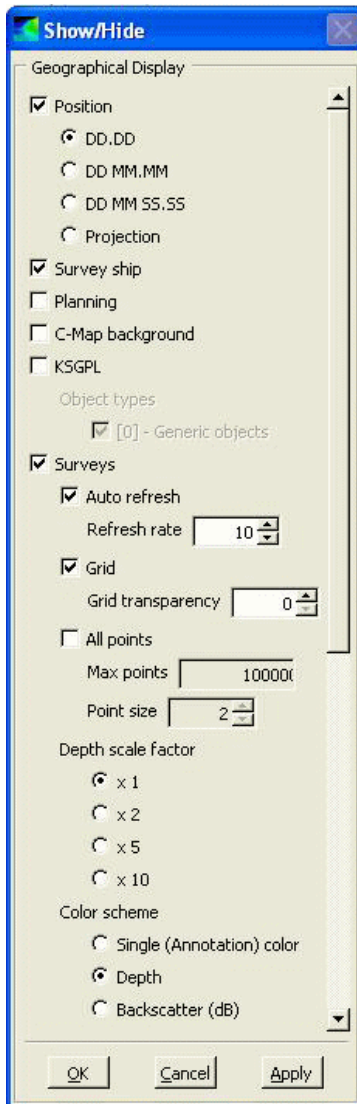 Show/Hide
Geographical Display
Position
DD.DD
DD MM.MM
DD MM SS.SS
Projection
Survey ship
Planning
C-Map background
KSGPL
Object types
[0] - Generic objects
Surveys
Auto refresh
Refresh rate 10
Grid
Grid transparency 0
All points
Max points 100000
Point size 2
Depth scale factor
x 1
x 2
x 5
x 10
Color scheme
Single (Annotation) color
Depth
Backscatter (dB)
OK Cancel Apply